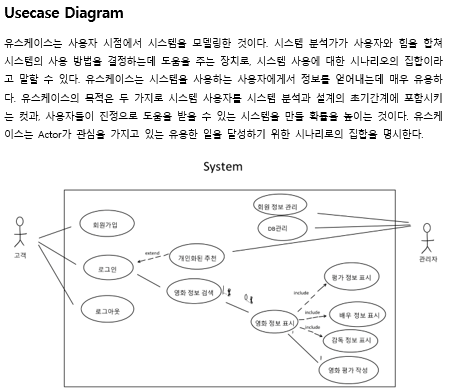 Usecase Diagram
유스케이스는 사용자 시점에서 시스템을 모델링한 것이다. 시스템 분석가가 사용자와 힘을 합쳐
시스템의 사용 방법을 결정하는데 도움을 주는 장치로, 시스템 사용에 대한 시나리오의 집합이라
고 말할 수 있다. 유스케이스는 시스템을 사용하는 사용자에게서 정보를 얻어내는데 매우 유용하
다. 유스케이스의 목적은 두 가지로 시스템 사용자를 시스템 분석과 설계의 초기간계에 포함시키
는 컷과, 사용자들이 진정으로 도움을 받을 수 있는 시스템을 만들 확률을 높이는 것이다. 유스케
이스는 Actor가 관심을 가지고 있는 유용한 일을 달성하기 위한 시나리로의 집합을 명시한다.
System
회원 정보 관리
회원가입
DB관리
고객
관리자
extend
개인화된 추천
로그인
평가 정보 표시
영화 정보 검색
include
로그아웃
영화 정보 표시
include
배우 정보 표시
include
감독 정보 표시
영화 평가 작성